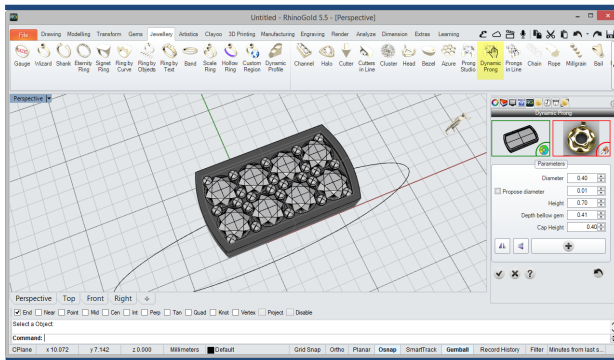 Untitled - RhinoGold 5.5 - [Perspective]
File Drawing Modelling Transform Gems Jewellery Artistica Clayoo 3D Printing Manufacturing Engraving Render Analyze Dimension Extras Learning
Gauge Wizard Shank Eternity Ring Signet Ring Ring by Curve Ring by Objects Ring by Text Band Scale Ring Hollow Ring Custom Region Dynamic Profile Channel Halo Cutter Cutters in Line Cluster Head Bezel Azure Prong Studio Dynamic Prong Prongs in Line Chain Rope Millgrain Bail
Perspective
Dynamic Prong
Parameters
Diameter 0.40
Propose diameter 0.01
Height 0.70
Depth bellow gem 0.41
Cap Height 0.40
Perspective Top Front Right
End Near Point Mid Cen Int Perp Tan Quad Knot Vertex Project Disable
Select a Object
Command:
CPlane x 10.072 y 7.142 z 0.000 Millimeters Default Grid Snap Ortho Planar Osnap SmartTrack Gumball Record History Filter Minutes from last s...